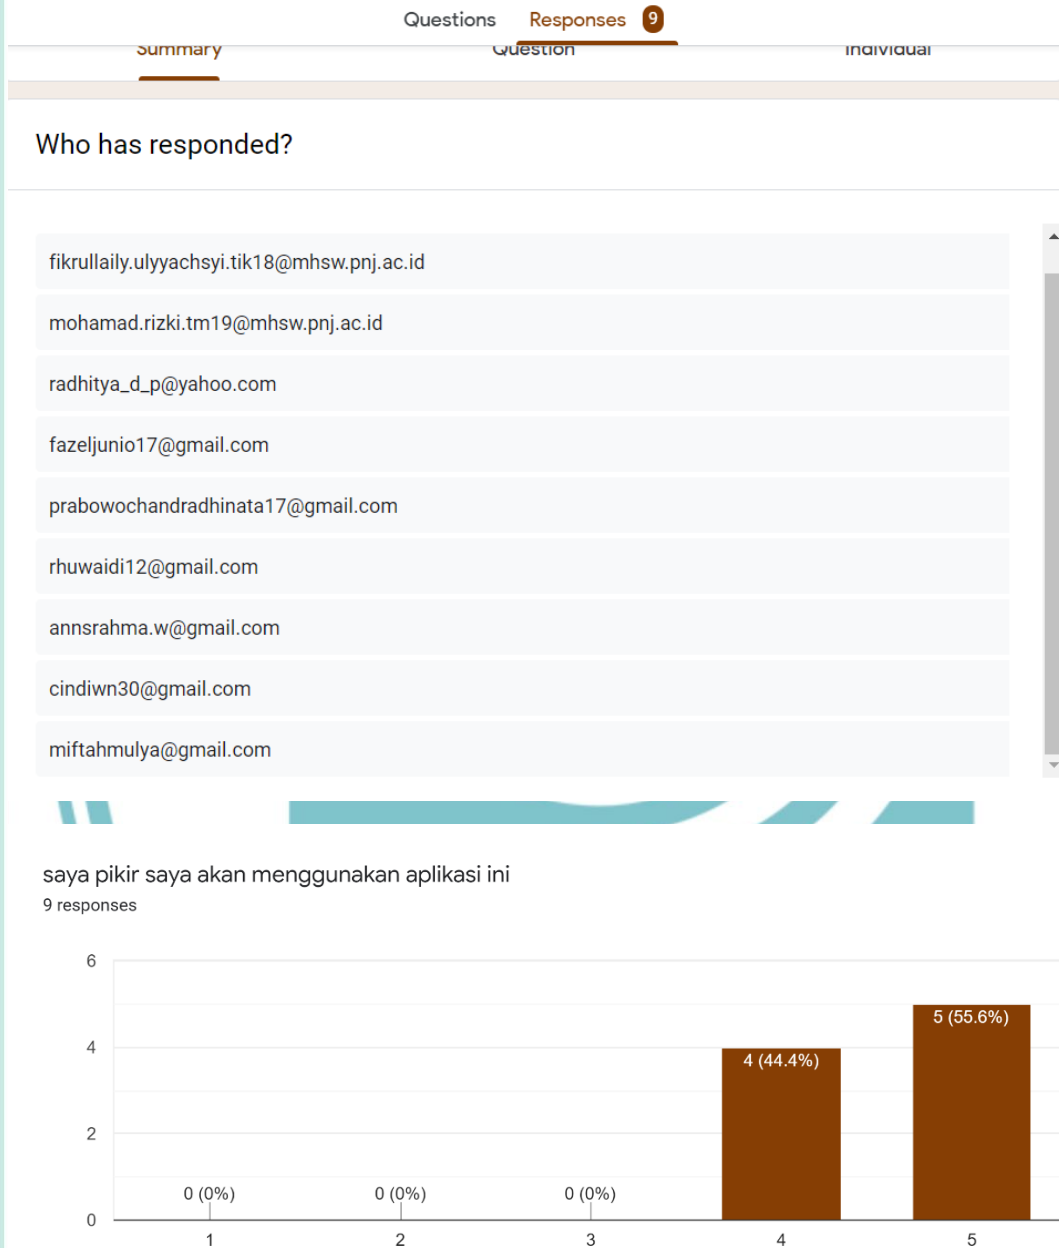 Questions Responses 9
Summary Question Individual
Who has responded?
fikrullaily.ulyyachsyi.tik18@mhsw.pnj.ac.id
mohamad.rizki.tm19@mhsw.pnj.ac.id
radhitya_d_p@yahoo.com
fazeljunio17@gmail.com
prabowochandradhinata17@gmail.com
rhuwaidi12@gmail.com
annsrahma.w@gmail.com
cindiwn30@gmail.com
miftahmulya@gmail.com
saya pikir saya akan menggunakan aplikasi ini
9 responses
6
5 (55.6%)
4
4 (44.4%)
2
0 (0%) 0 (0%) 0 (0%)
0
1 2 3 4 5